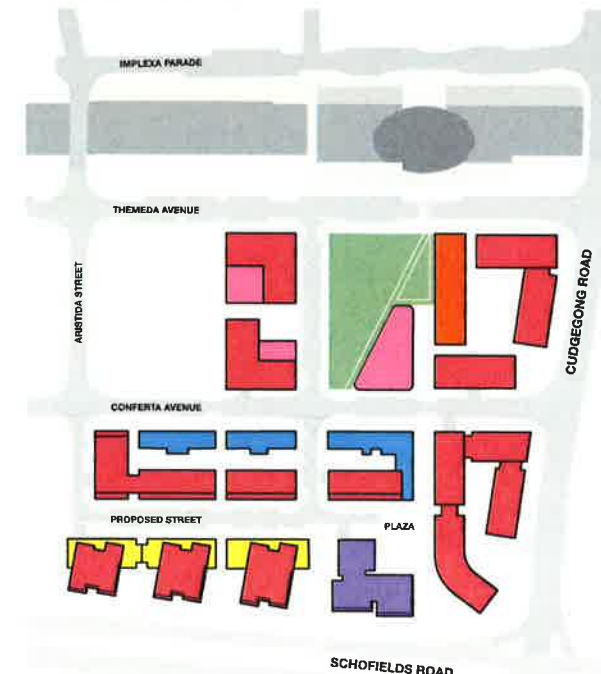 IMPLEXA PARADE
THEMEDA AVENUE
ARISTIDA STREET
CUDGEGONG ROAD
CONFERTA AVENUE
PROPOSED STREET
PLAZA
SCHOFIELDS ROAD